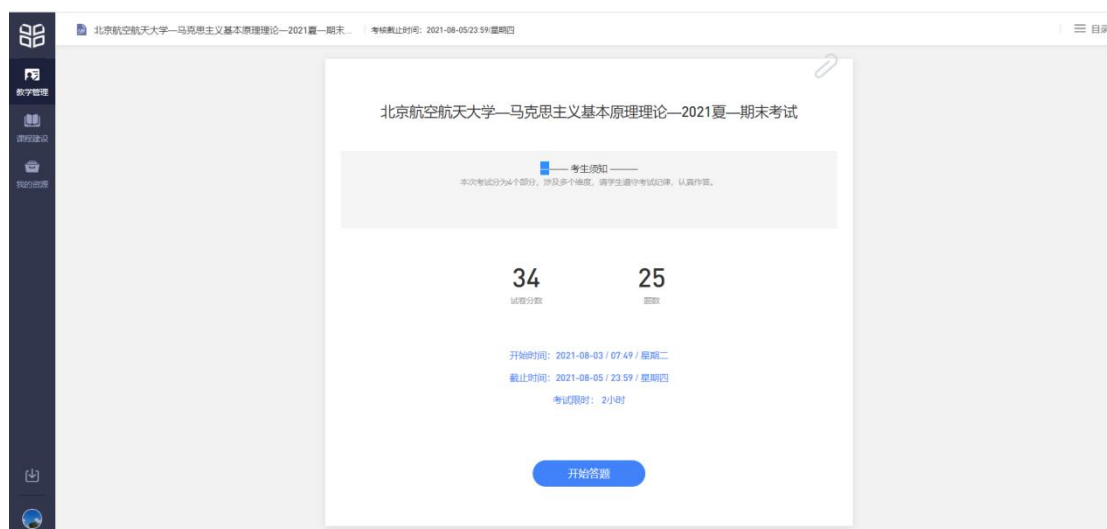 北京航空航天大学—马克思主义基本原理理论—2021夏—期末... 考核截止时间：2021-08-05/23:59/星期四
目录
教学管理
课程建设
我的资源
北京航空航天大学—马克思主义基本原理理论—2021夏—期末考试
—— 考生须知 ——
本次考试分为4个部分，涉及多个维度，请学生遵守考试纪律，认真作答。
34 25
试卷分数 题数
开始时间：2021-08-03 / 07:49 / 星期二
截止时间：2021-08-05 / 23:59 / 星期四
考试限时： 2小时
开始答题